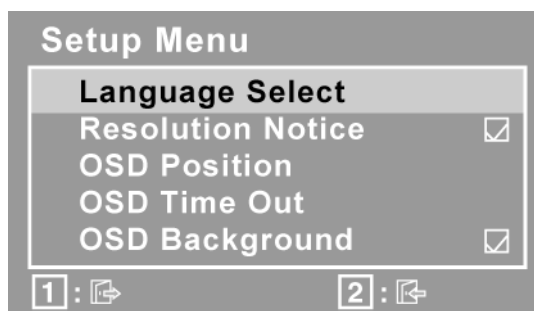 Setup Menu
Language Select
Resolution Notice
OSD Position
OSD Time Out
OSD Background
1 : 2 :